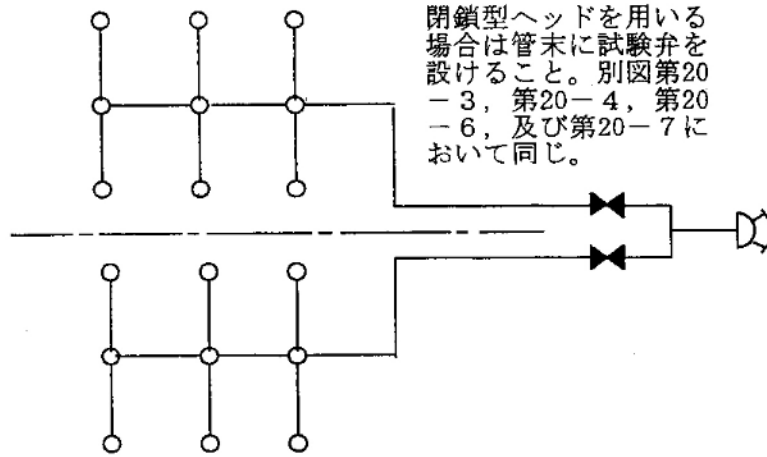 閉鎖型ヘッドを用いる
場合は管末に試験弁を
設けること。別図第20
－3，第20－4，第20
－6，及び第20－7に
おいて同じ。